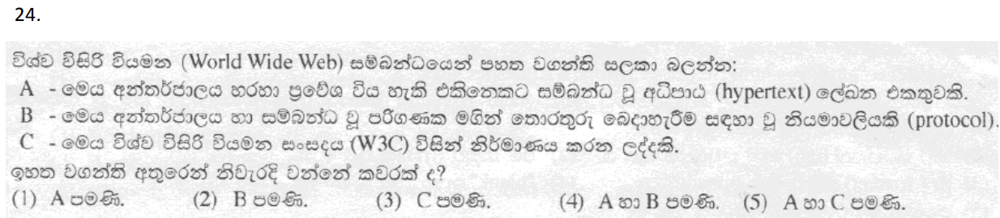 24.
විශ්ව විසිරි වියමන (World Wide Web) සම්බන්ධයෙන් පහත වගන්ති සලකා බලන්න:
A - මෙය අන්තර්ජාලය හරහා ප්‍රවේශ විය හැකි එකිනෙකට සම්බන්ධ වූ අධිපාඨ (hypertext) ලේඛන එකතුවකි.
B - මෙය අන්තර්ජාලය හා සම්බන්ධ වූ පරිගණක මගින් තොරතුරු බෙදාහැරීම සඳහා වූ නියමාවලියකි (protocol).
C - මෙය විශ්ව විසිරි වියමන සංසදය (W3C) විසින් නිර්මාණය කරන ලද්දකි.
ඉහත වගන්ති අතුරෙන් නිවැරදි වන්නේ කවරක් ද?
(1) A පමණි. (2) B පමණි. (3) C පමණි. (4) A හා B පමණි. (5) A හා C පමණි.